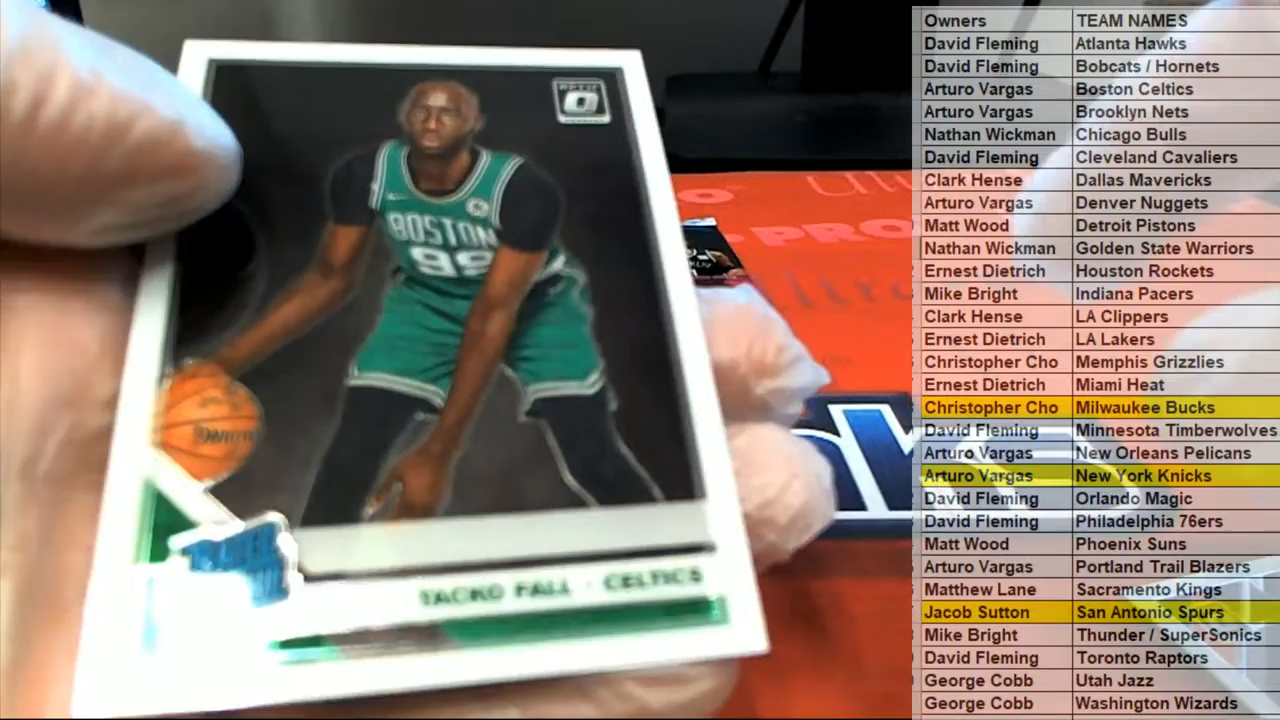 Owners TEAM NAMES
David Fleming Atlanta Hawks
David Fleming Bobcats / Hornets
Arturo Vargas Boston Celtics
Arturo Vargas Brooklyn Nets
Nathan Wickman Chicago Bulls
David Fleming Cleveland Cavaliers
Clark Hense Dallas Mavericks
Arturo Vargas Denver Nuggets
Matt Wood Detroit Pistons
Nathan Wickman Golden State Warriors
Ernest Dietrich Houston Rockets
Mike Bright Indiana Pacers
Clark Hense LA Clippers
Ernest Dietrich LA Lakers
Christopher Cho Memphis Grizzlies
Ernest Dietrich Miami Heat
Christopher Cho Milwaukee Bucks
David Fleming Minnesota Timberwolves
Arturo Vargas New Orleans Pelicans
Arturo Vargas New York Knicks
David Fleming Orlando Magic
David Fleming Philadelphia 76ers
Matt Wood Phoenix Suns
Arturo Vargas Portland Trail Blazers
Matthew Lane Sacramento Kings
Jacob Sutton San Antonio Spurs
Mike Bright Thunder / SuperSonics
David Fleming Toronto Raptors
George Cobb Utah Jazz
George Cobb Washington Wizards
BOSTON
99
TACKO FALL - CELTICS
PRO